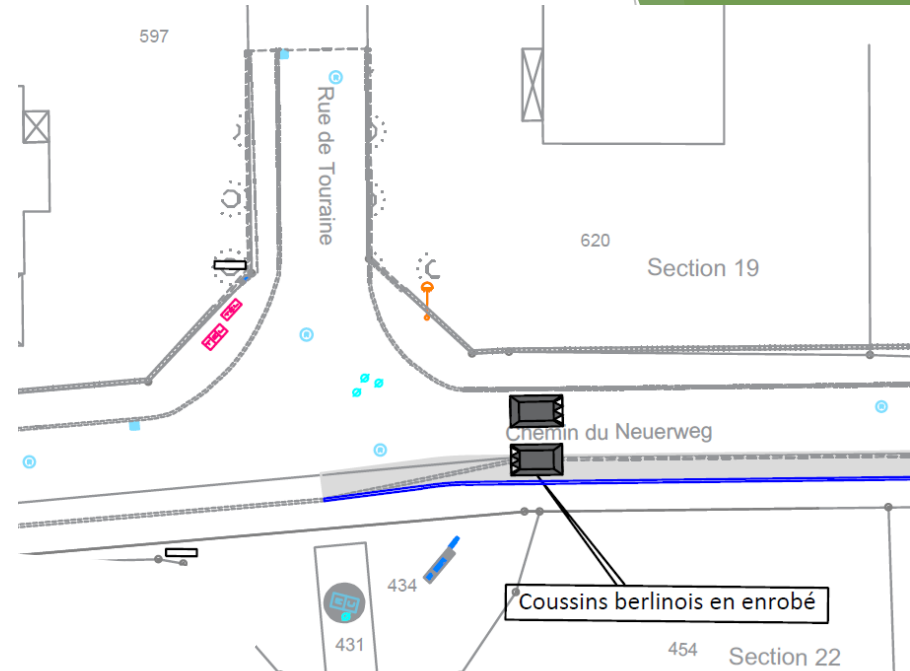 597
Rue de Touraine
620
Section 19
Chemin du Neuerweg
434
Coussins berlinois en enrobé
431
454
Section 22